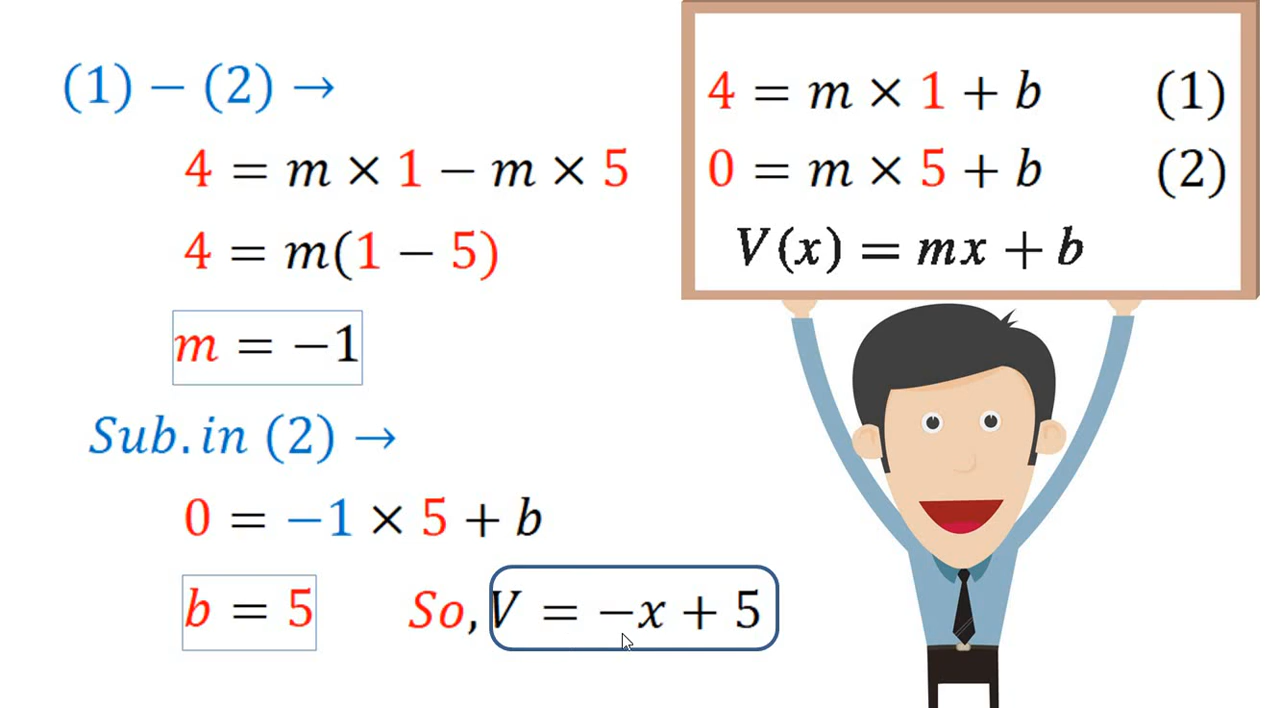 (1) − (2) →
4 = m × 1 − m × 5
4 = m(1 − 5)
m = −1
Sub. in (2) →
0 = −1 × 5 + b
b = 5
So, V = −x + 5
4 = m × 1 + b (1)
0 = m × 5 + b (2)
V(x) = mx + b